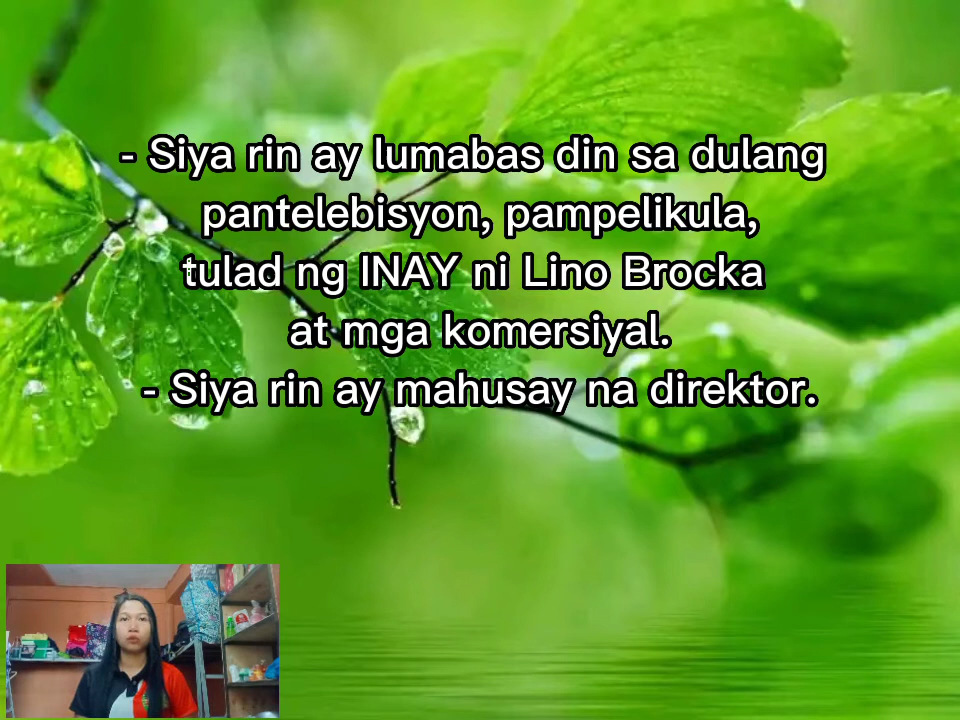 - Siya rin ay lumabas din sa dulang
pantelebisyon, pampelikula,
tulad ng INAY ni Lino Brocka
at mga komersiyal.
- Siya rin ay mahusay na direktor.